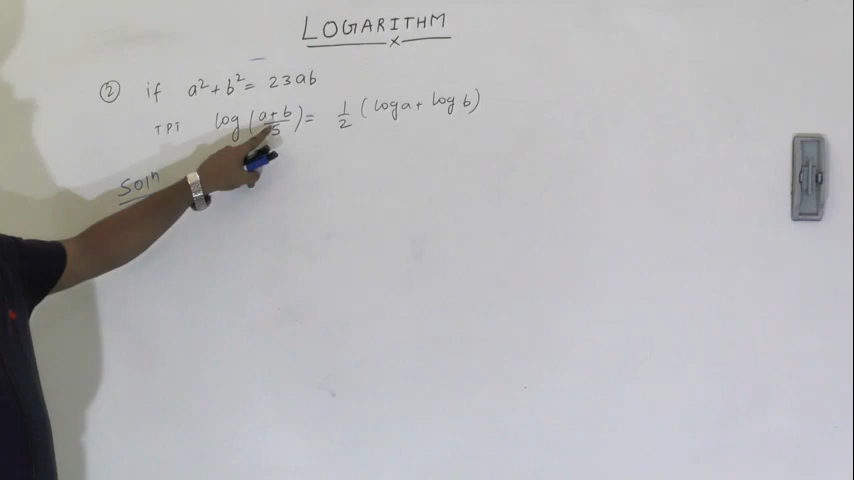 LOGARITHM
x
② if a²+b² = 23ab
TPT log(a+b/5) = 1/2 (log a + log b)
Soln